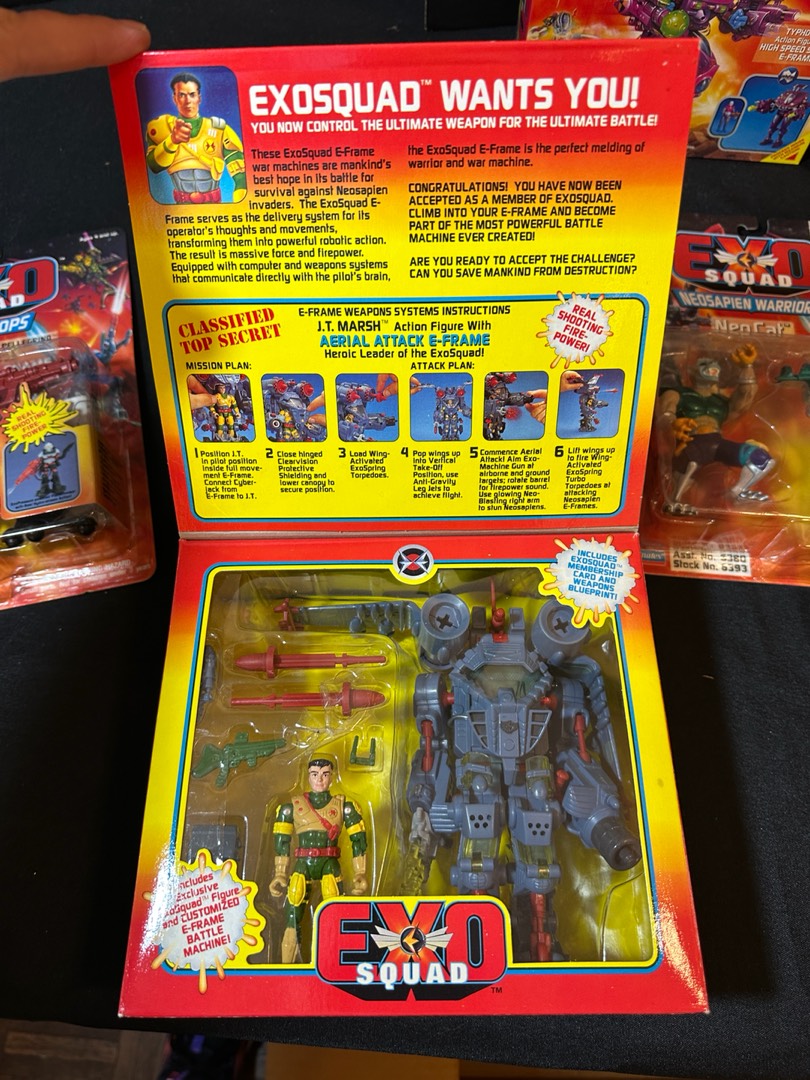 EXOSQUAD™ WANTS YOU!
YOU NOW CONTROL THE ULTIMATE WEAPON FOR THE ULTIMATE BATTLE!
These ExoSquad E-Frame
war machines are mankind's
best hope in its battle for
survival against Neosapien
invaders. The ExoSquad E-
Frame serves as the delivery system for its
operator's thoughts and movements,
transforming them into powerful robotic action.
The result is massive force and firepower.
Equipped with computer and weapons systems
that communicate directly with the pilot's brain,
the ExoSquad E-Frame is the perfect melding of
warrior and war machine.
CONGRATULATIONS! YOU HAVE NOW BEEN
ACCEPTED AS A MEMBER OF EXOSQUAD.
CLIMB INTO YOUR E-FRAME AND BECOME
PART OF THE MOST POWERFUL BATTLE
MACHINE EVER CREATED!
ARE YOU READY TO ACCEPT THE CHALLENGE?
CAN YOU SAVE MANKIND FROM DESTRUCTION?
CLASSIFIED
TOP SECRET
E-FRAME WEAPONS SYSTEMS INSTRUCTIONS
J.T. MARSH™ Action Figure With
AERIAL ATTACK E-FRAME
Heroic Leader of the ExoSquad!
REAL
SHOOTING
FIRE-
POWER!
MISSION PLAN:
ATTACK PLAN:
1 Position J.T.
in pilot position
inside full move-
ment E-Frame.
Connect Cyber-
jack from
E-Frame to J.T.
2 Close hinged
Clearvision
Protective
Shielding and
lower canopy to
secure position.
3 Load Wing-
Activated
ExoSpring
Torpedoes.
4 Pop wings up
into Vertical
Take-Off
Position, use
Anti-Gravity
Leg Jets to
achieve flight.
5 Commence Aerial
Attack! Aim Exo-
Machine Gun at
airborne and ground
targets; rotate barrel
for firepower sound.
Use glowing Neo-
Blasting right arm
to stun Neosapiens.
6 Lift wings up
to fire Wing-
Activated
ExoSpring
Turbo
Torpedoes at
attacking
Neosapien
E-Frames.
INCLUDES
EXOSQUAD™
MEMBERSHIP
CARD AND
WEAPONS
BLUEPRINT!
Includes
Exclusive
ExoSquad™ Figure
and CUSTOMIZED
E-FRAME
BATTLE
MACHINE!
EXO
SQUAD
™
TYPHO
Action Figu
HIGH SPEED S
E-FRAM
EXO
SQUAD
NEOSAPIEN WARRIOR
NeoCat™
Stock No. 6393
XO
UAD
OPS
REAL
SHOOTING
FIRE-
POWER